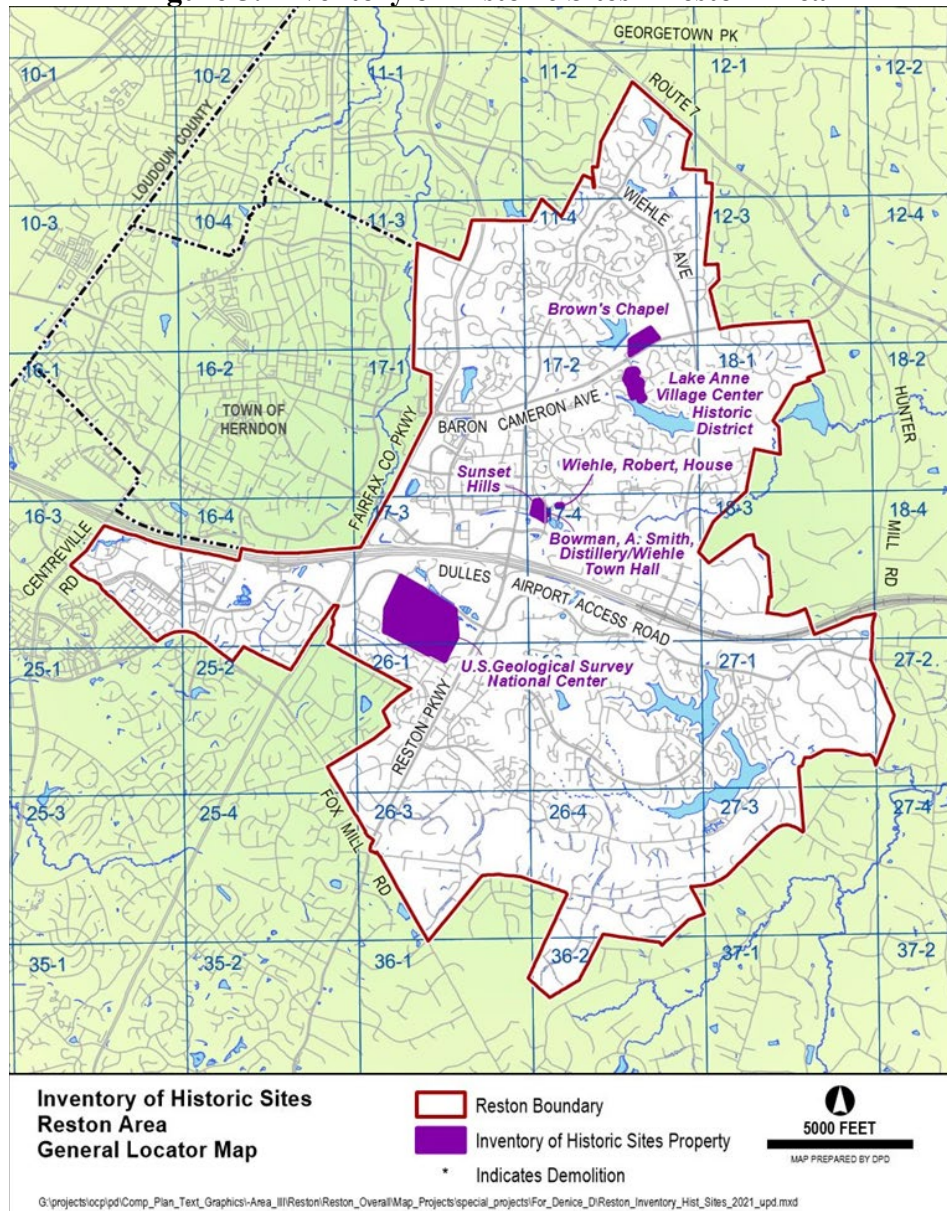 GEORGETOWN PK
10-1
10-2
11-1
11-2
12-1
12-2
ROUTE 7
LOUDOUN COUNTY
10-3
10-4
11-3
11-4
WIEHLE
AVE
12-3
12-4
Brown's Chapel
16-1
16-2
17-1
17-2
18-1
18-2
TOWN OF
HERNDON
FAIRFAX CO PKWY
BARON CAMERON AVE
Lake Anne
Village Center
Historic
District
HUNTER
MILL RD
Sunset
Hills
Wiehle, Robert, House
16-3
16-4
17-3
17-4
18-3
18-4
Bowman, A. Smith,
Distillery/Wiehle
Town Hall
CENTREVILLE
RD
DULLES AIRPORT ACCESS ROAD
25-1
25-2
26-1
27-1
27-2
U.S.Geological Survey
National Center
RESTON PKWY
25-3
25-4
26-3
26-4
27-3
27-4
FOX MILL
RD
35-1
35-2
36-1
36-2
37-1
37-2
Inventory of Historic Sites
Reston Area
General Locator Map
Reston Boundary
Inventory of Historic Sites Property
* Indicates Demolition
5000 FEET
MAP PREPARED BY DPD
G:\projects\ocp\pd\Comp_Plan_Text_Graphics\-Area_III\Reston\Reston_Overall\Map_Projects\special_projects\For_Denice_D\Reston_Inventory_Hist_Sites_2021_upd.mxd